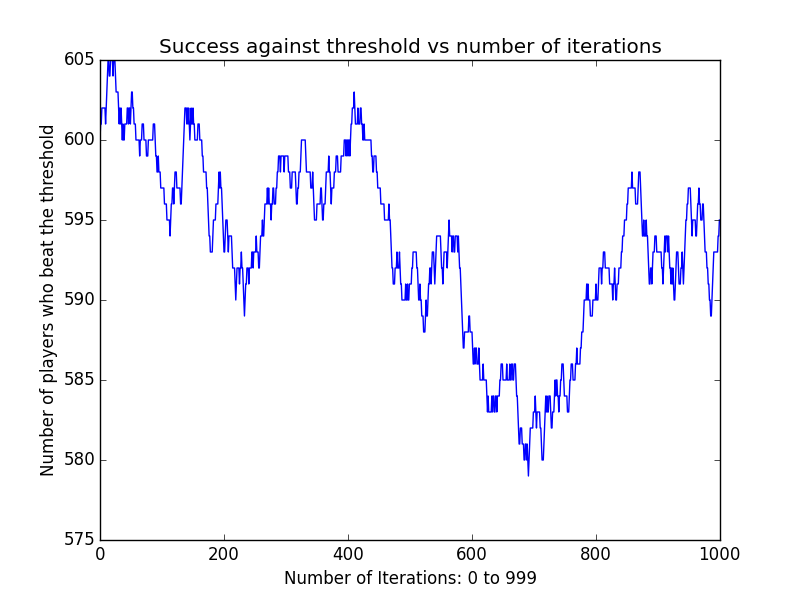 Success against threshold vs number of iterations
605
600
595
590
585
580
575
Number of players who beat the threshold
0 200 400 600 800 1000
Number of Iterations: 0 to 999